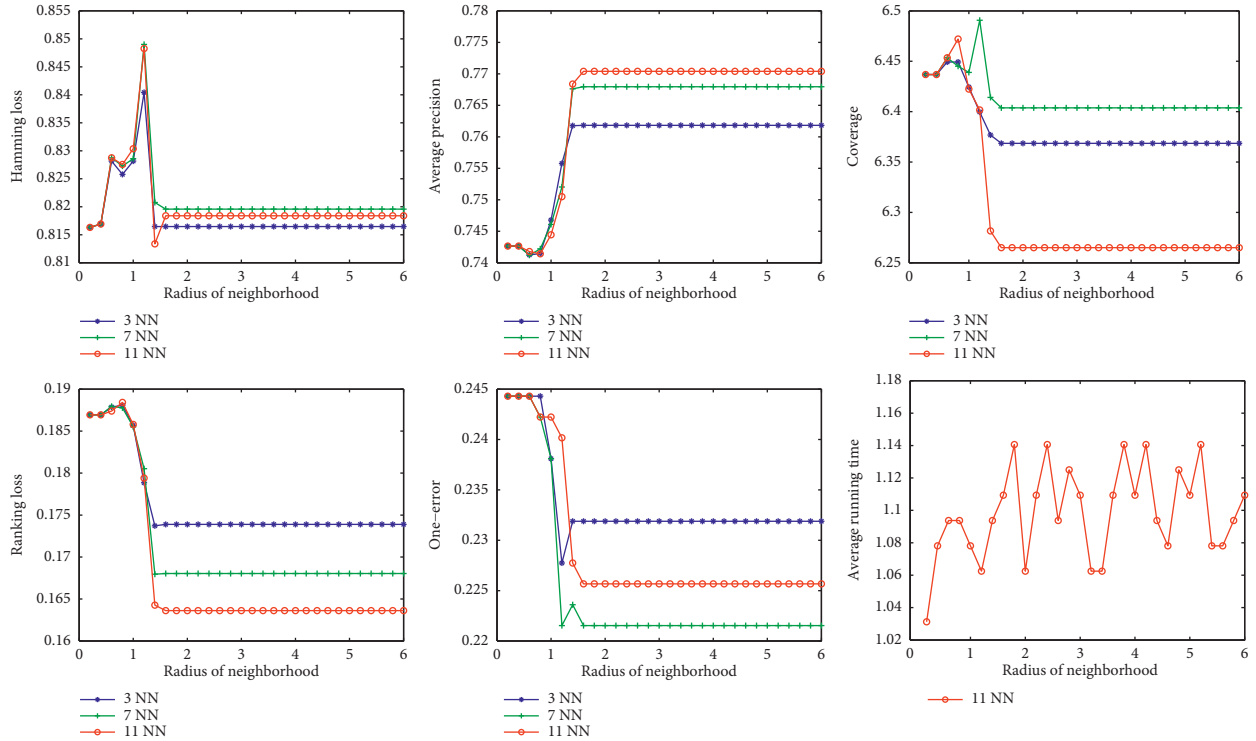 Hamming loss
0.855
0.85
0.845
0.84
0.835
0.83
0.825
0.82
0.815
0.81
0 1 2 3 4 5 6
Radius of neighborhood
3 NN
7 NN
11 NN
Average precision
0.775
0.77
0.765
0.76
0.755
0.75
0.745
0.74
0 1 2 3 4 5 6
Radius of neighborhood
3 NN
7 NN
11 NN
Coverage
6.5
6.45
6.4
6.35
6.3
6.25
0 1 2 3 4 5 6
Radius of neighborhood
3 NN
7 NN
11 NN
Ranking loss
0.19
0.185
0.18
0.175
0.17
0.165
0.16
0 1 2 3 4 5 6
Radius of neighborhood
3 NN
7 NN
11 NN
One−error
0.245
0.24
0.235
0.23
0.225
0.22
0 1 2 3 4 5 6
Radius of neighborhood
3 NN
7 NN
11 NN
Average running time
1.18
1.16
1.14
1.12
1.1
1.08
1.06
1.04
1.02
0 1 2 3 4 5 6
Radius of neighborhood
11 NN